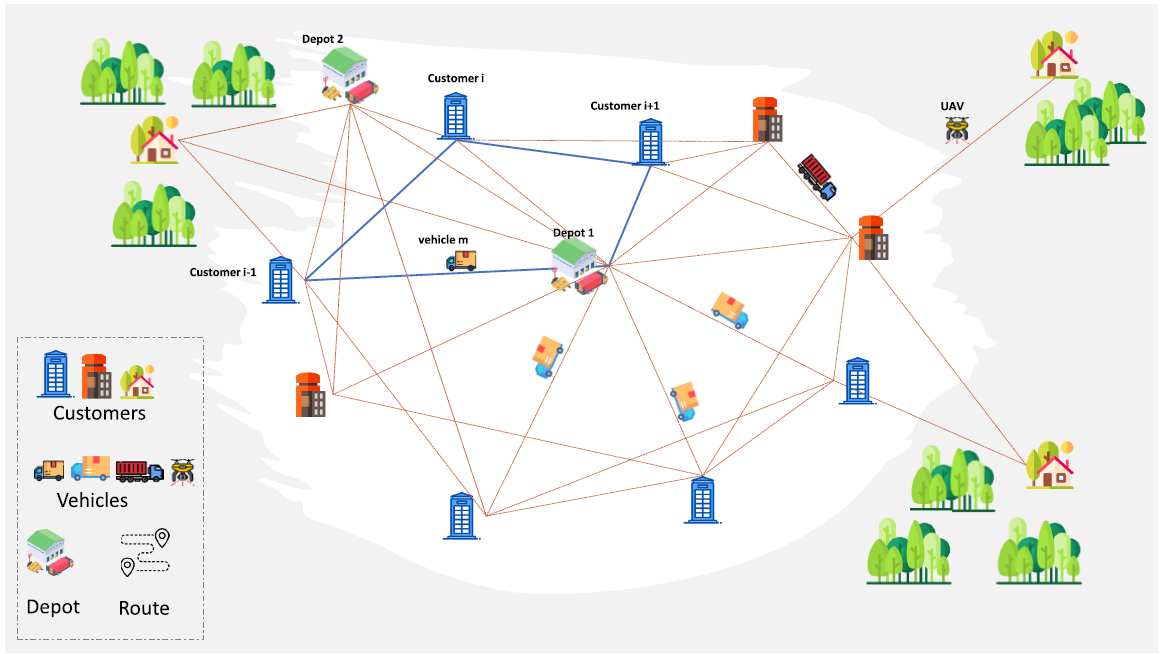 Depot 2
Customer i
Customer i+1
UAV
vehicle m
Depot 1
Customer i-1
Customers
Vehicles
Depot
Route